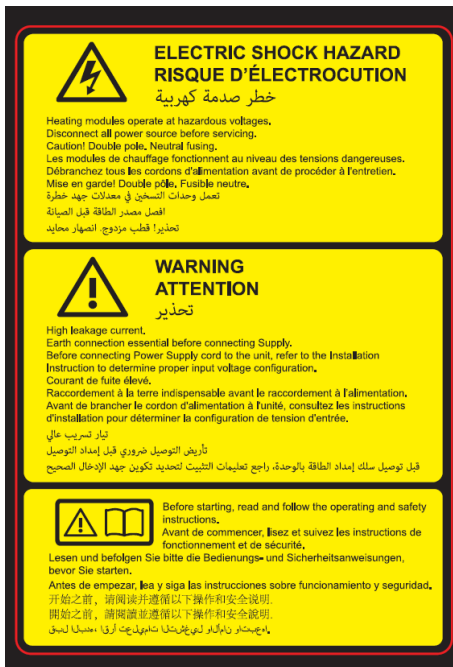 ELECTRIC SHOCK HAZARD
RISQUE D'ÉLECTROCUTION
خطر صدمة كهربية
Heating modules operate at hazardous voltages.
Disconnect all power source before servicing.
Caution! Double pole. Neutral fusing.
Les modules de chauffage fonctionnent au niveau des tensions dangereuses.
Débranchez tous les cordons d'alimentation avant de procéder à l'entretien.
Mise en garde! Double pôle. Fusible neutre.
تعمل وحدات التسخين في معدلات جهد خطرة
افصل مصدر الطاقة قبل الصيانة
تحذير! قطب مزدوج. انصهار محايد
WARNING
ATTENTION
تحذير
High leakage current.
Earth connection essential before connecting Supply.
Before connecting Power Supply cord to the unit, refer to the Installation
Instruction to determine proper input voltage configuration.
Courant de fuite élevé.
Raccordement à la terre indispensable avant le raccordement à l'alimentation.
Avant de brancher le cordon d'alimentation à l'unité, consultez les instructions
d'installation pour déterminer la configuration de tension d'entrée.
تيار تسريب عالي
تأريض التوصيل ضروري قبل إمداد التوصيل
قبل توصيل سلك إمداد الطاقة بالوحدة، راجع تعليمات التثبيت لتحديد تكوين جهد الإدخال الصحيح
Before starting, read and follow the operating and safety
instructions.
Avant de commencer, lisez et suivez les instructions de
fonctionnement et de sécurité.
Lesen und befolgen Sie bitte die Bedienungs- und Sicherheitsanweisungen,
bevor Sie starten.
Antes de empezar, lea y siga las instrucciones sobre funcionamiento y seguridad.
开始之前，请阅读并遵循以下操作和安全说明.
開始之前，請閱讀並遵循以下操作和安全說明.